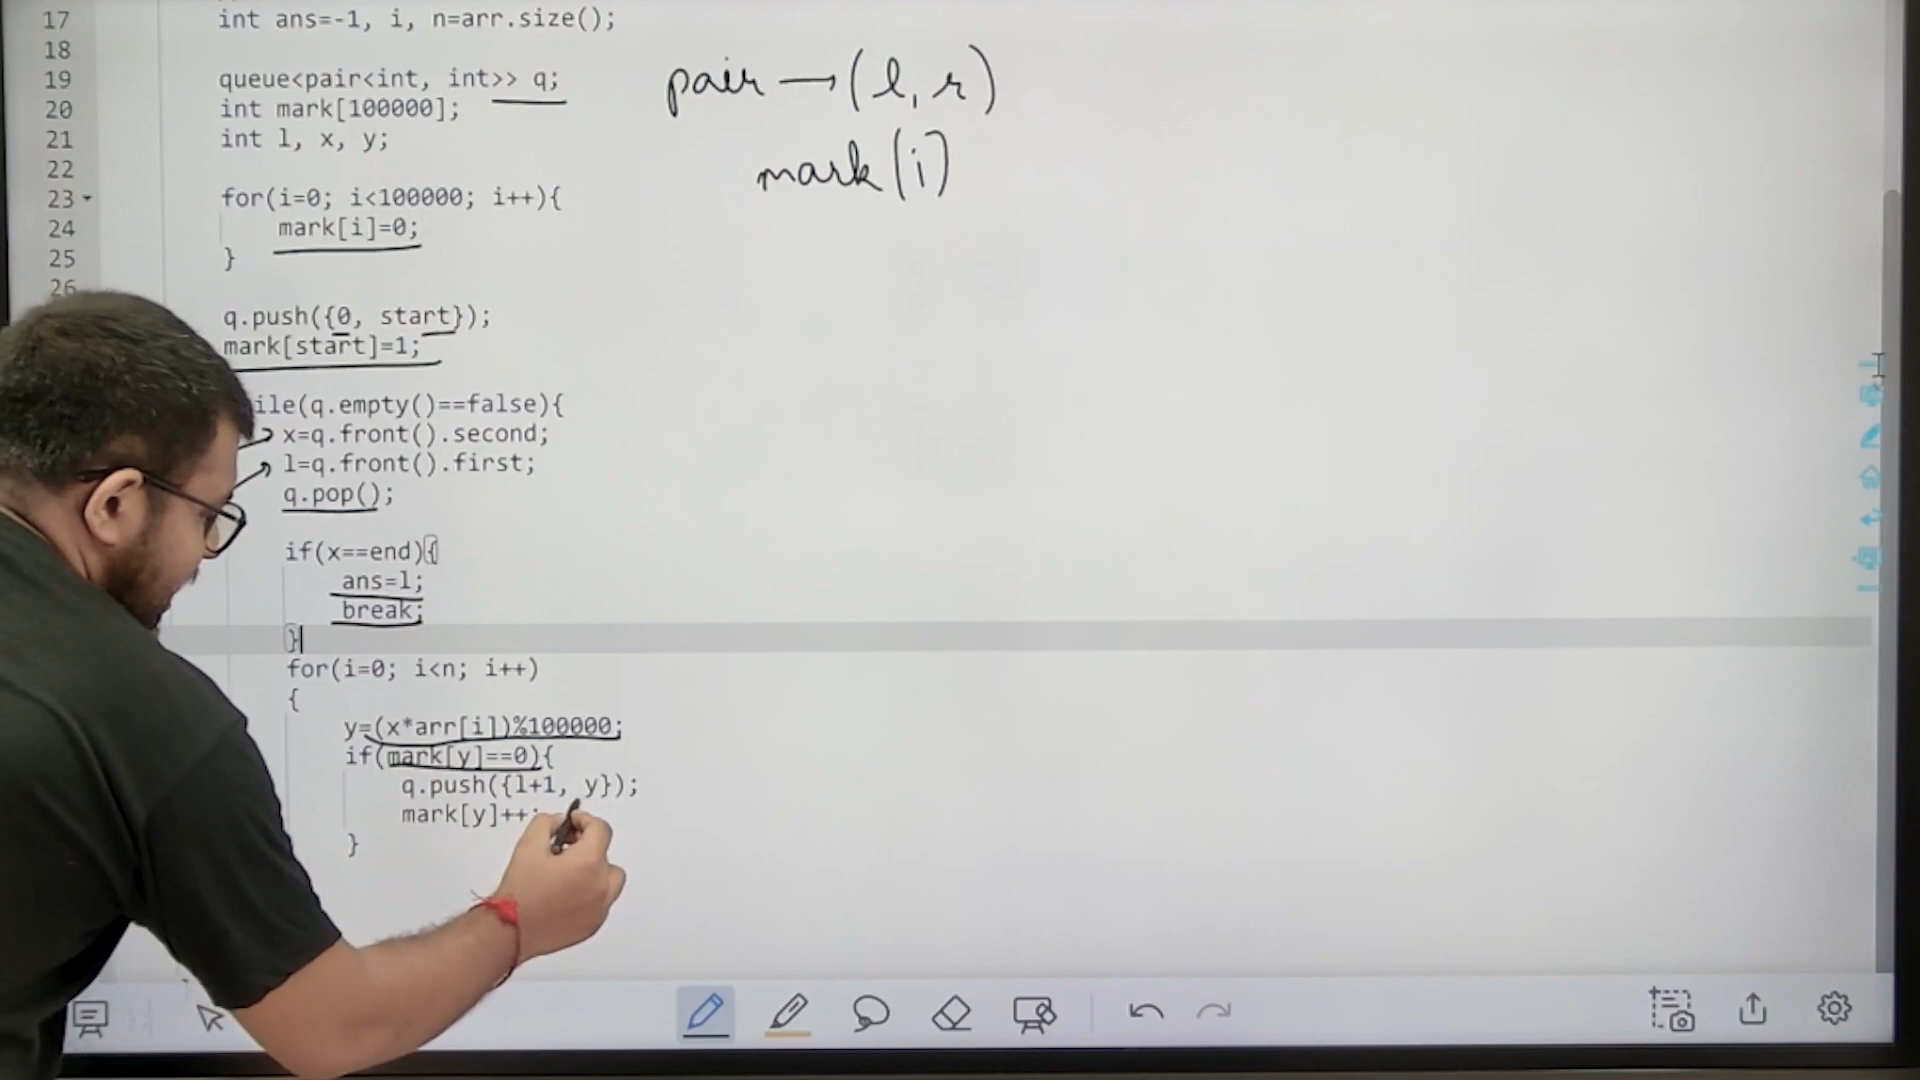 17 int ans=-1, i, n=arr.size();
18
19 queue<pair<int, int>> q;
20 int mark[100000];
21 int l, x, y;
22
23 for(i=0; i<100000; i++){
24 mark[i]=0;
25 }
26
q.push({0, start});
mark[start]=1;
ile(q.empty()==false){
x=q.front().second;
l=q.front().first;
q.pop();
if(x==end){
ans=l;
break;
}
for(i=0; i<n; i++)
{
y=(x*arr[i])%100000;
if(mark[y]==0){
q.push({l+1, y});
mark[y]++;
}
pair → (l, r)
mark(i)